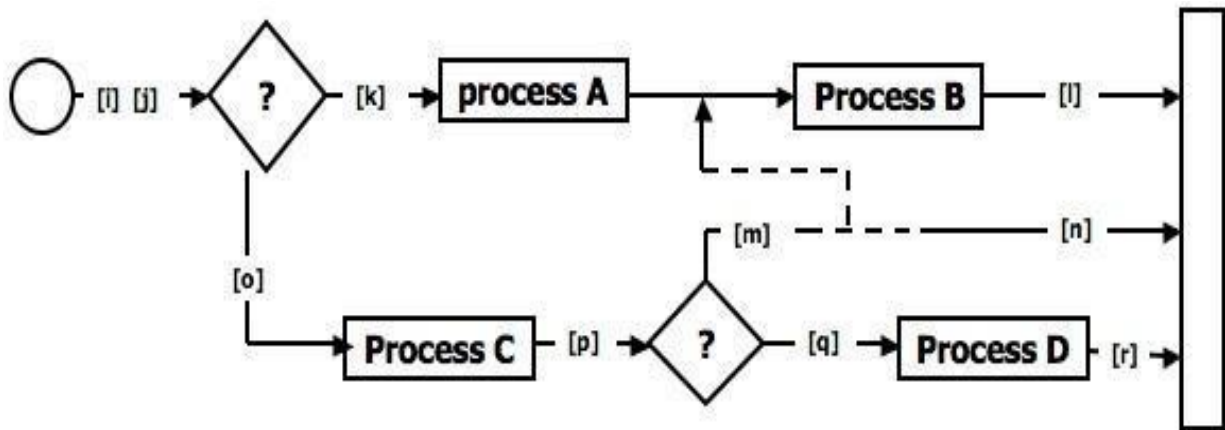 [i] [j]
?
[k]
process A
Process B
[l]
[m]
[n]
[o]
Process C
[p]
?
[q]
Process D
[r]